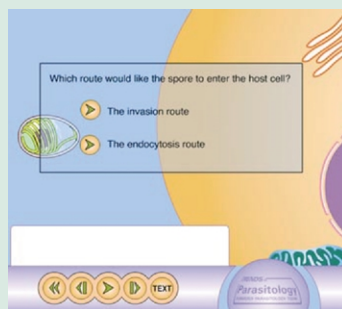 Which route would like the spore to enter the host cell?
The invasion route
The endocytosis route
TEXT
Parasitology